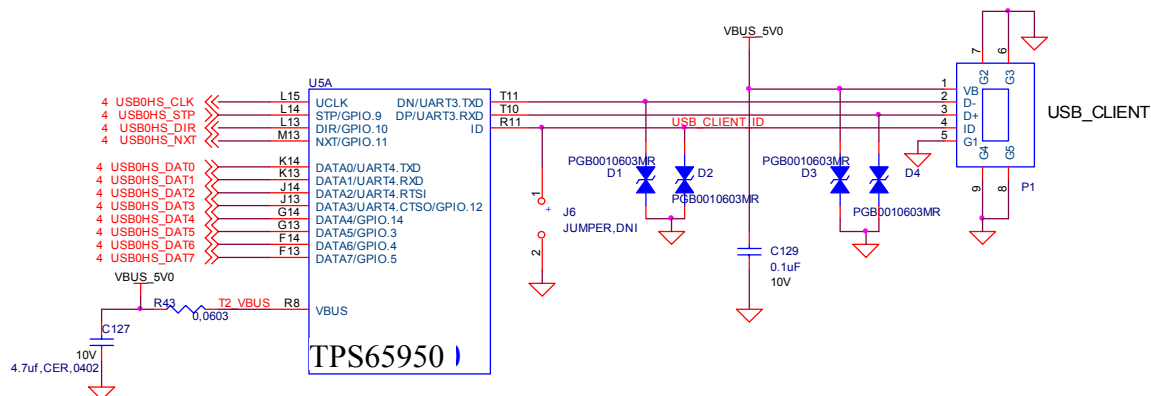 VBUS_5V0
7
6
G2
G3
U5A
4 USB0HS_CLK
L15
UCLK
DN/UART3.TXD
T11
1
VB
4 USB0HS_STP
L14
STP/GPIO.9
DP/UART3.RXD
T10
2
D-
4 USB0HS_DIR
L13
DIR/GPIO.10
ID
R11
USB_CLIENT_ID
3
D+
4 USB0HS_NXT
M13
NXT/GPIO.11
4
ID
5
G1
USB_CLIENT
4 USB0HS_DAT0
K14
DATA0/UART4.TXD
4 USB0HS_DAT1
K13
DATA1/UART4.RXD
4 USB0HS_DAT2
J14
DATA2/UART4.RTSI
4 USB0HS_DAT3
J13
DATA3/UART4.CTSO/GPIO.12
4 USB0HS_DAT4
G14
DATA4/GPIO.14
4 USB0HS_DAT5
G13
DATA5/GPIO.3
4 USB0HS_DAT6
F14
DATA6/GPIO.4
4 USB0HS_DAT7
F13
DATA7/GPIO.5
PGB0010603MR
D1
D2
PGB0010603MR
PGB0010603MR
D3
D4
PGB0010603MR
G4
G5
9
8
P1
1
+
J6
JUMPER,DNI
2
C129
0.1uF
10V
VBUS_5V0
R43
0,0603
T2_VBUS
R8
VBUS
C127
10V
4.7uf,CER,0402
TPS65950